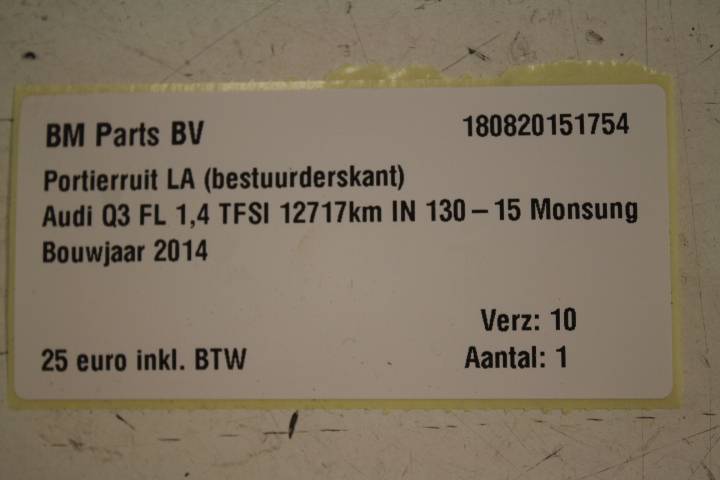 BM Parts BV 180820151754
Portierruit LA (bestuurderskant)
Audi Q3 FL 1,4 TFSI 12717km IN 130 – 15 Monsung
Bouwjaar 2014
Verz: 10
25 euro inkl. BTW Aantal: 1